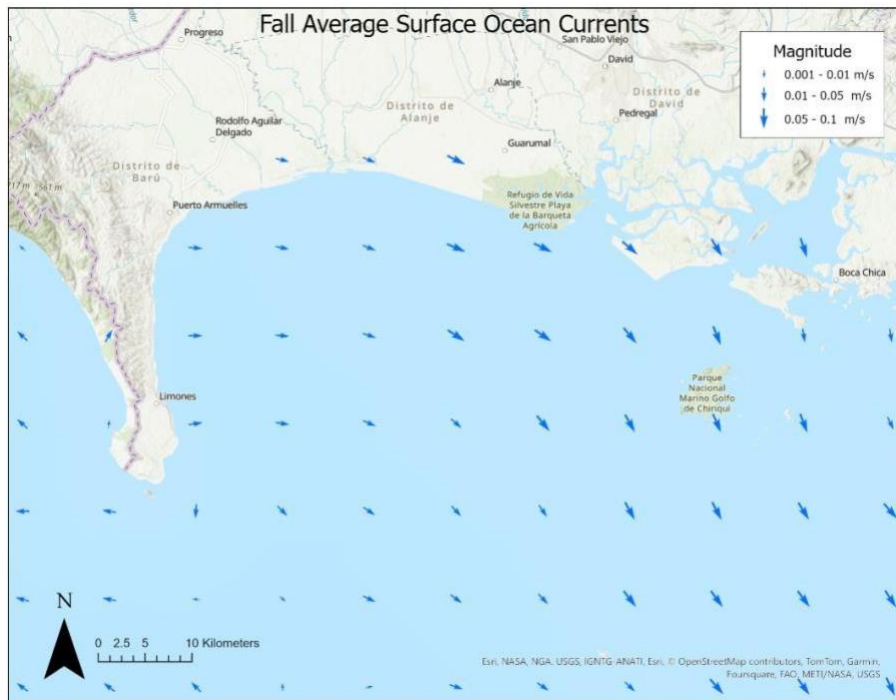 Fall Average Surface Ocean Currents
Progreso
San Pablo Viejo
David
Magnitude
0.001 - 0.01 m/s
0.01 - 0.05 m/s
0.05 - 0.1 m/s
Alanje
Distrito de
Alanje
Distrito de
David
Pedregal
Rodolfo Aguilar
Delgado
Guarumal
Distrito de
Barú
Refugio de Vida
Silvestre Playa
de la Barqueta
Agrícola
Puerto Armuelles
Boca Chica
Parque
Nacional
Marino Golfo
de Chiriquí
Limones
N
0 2.5 5 10 Kilometers
Esri, NASA, NGA, USGS, IGNTG-ANATI, Esri, © OpenStreetMap contributors, TomTom, Garmin,
Foursquare, FAO, METI/NASA, USGS